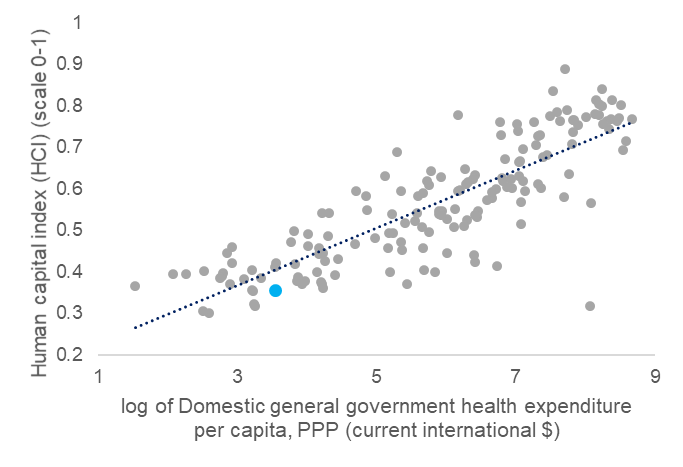 Human capital index (HCI) (scale 0-1)
1
0.9
0.8
0.7
0.6
0.5
0.4
0.3
0.2
1 3 5 7 9
log of Domestic general government health expenditure
per capita, PPP (current international $)